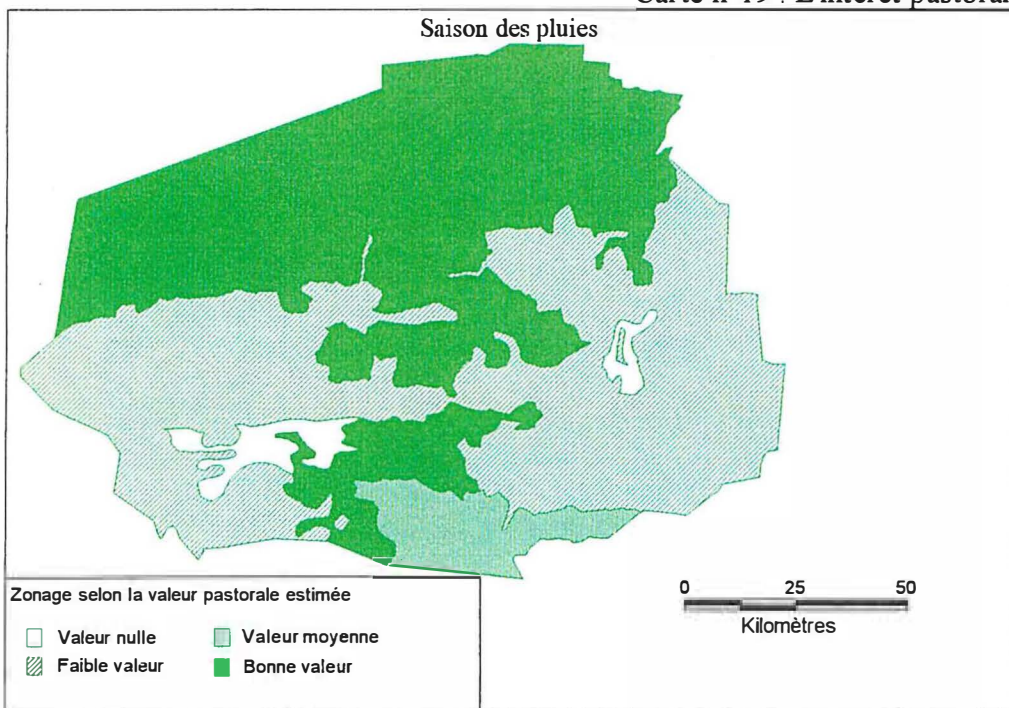 Saison des pluies
Zonage selon la valeur pastorale estimée
Valeur nulle
Faible valeur
Valeur moyenne
Bonne valeur
0 25 50
Kilomètres